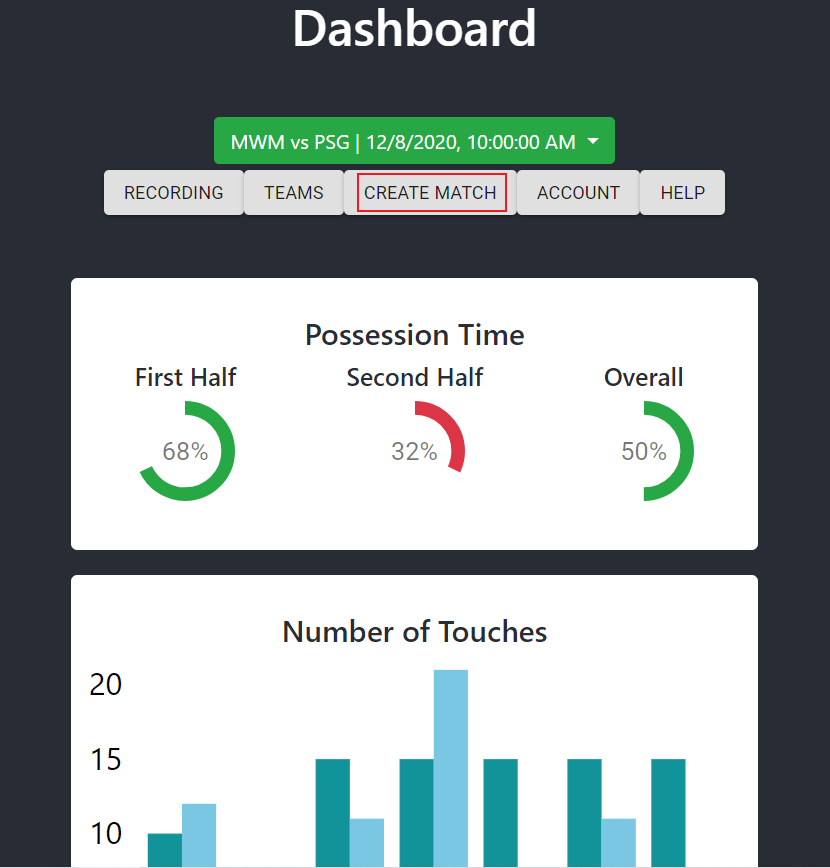 Dashboard
MWM vs PSG | 12/8/2020, 10:00:00 AM
RECORDING TEAMS CREATE MATCH ACCOUNT HELP
Possession Time
First Half Second Half Overall
68% 32% 50%
Number of Touches
20
15
10